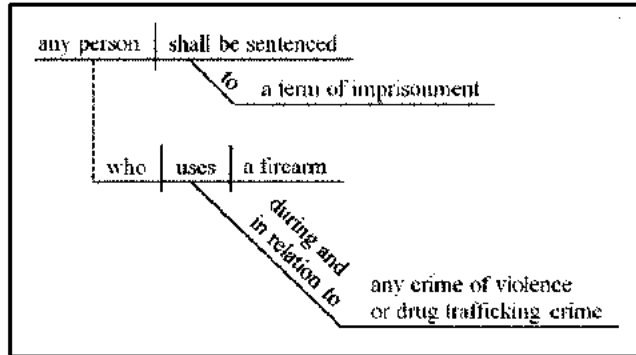 any person shall be sentenced
to a term of imprisonment
who uses a firearm
during and
in relation to
any crime of violence
or drug trafficking crime